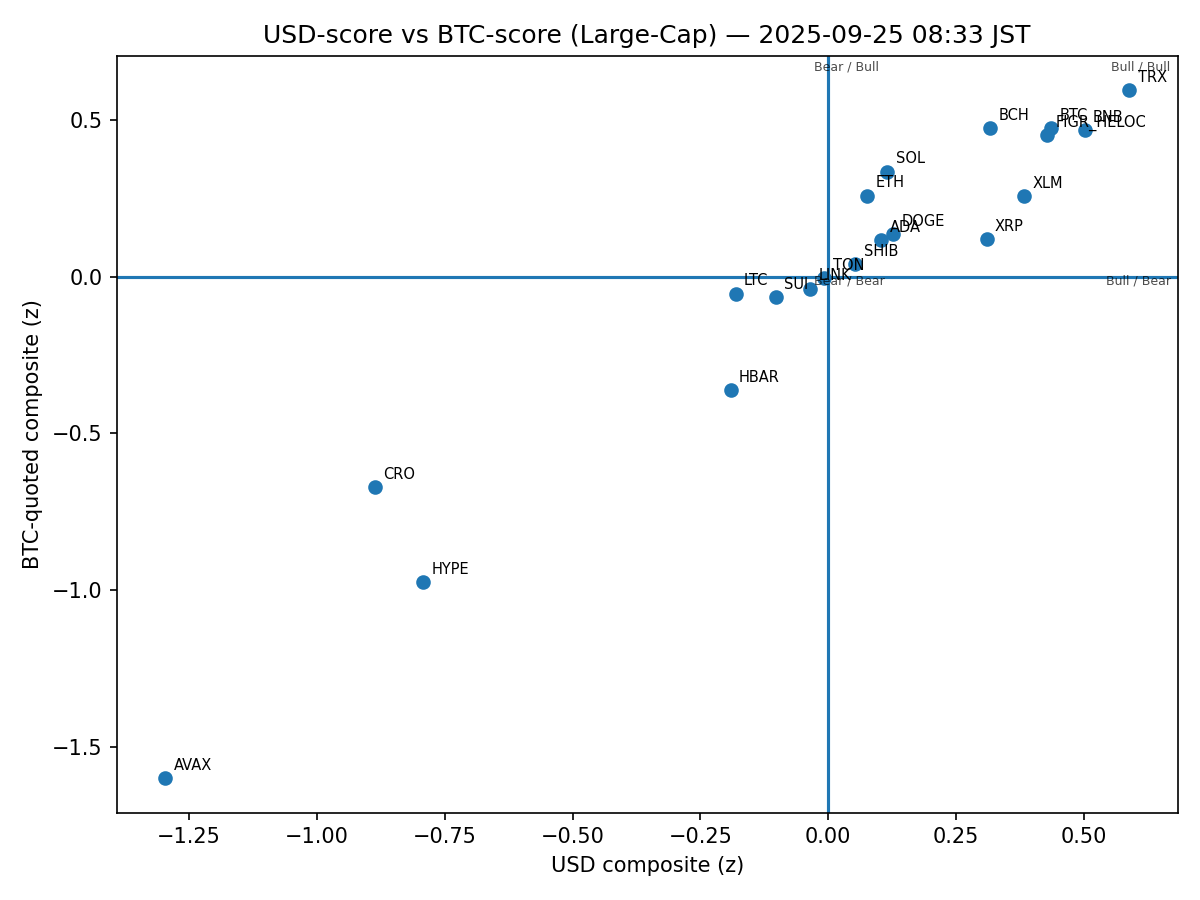 USD-score vs BTC-score (Large-Cap) — 2025-09-25 08:33 JST
Bear / Bull
Bull / Bull
TRX
BCH
BTC
BNB
FIGR_HELOC
SOL
ETH
XLM
DOGE
ADA
XRP
SHIB
TON
LINK
LTC
SUI
Bear / Bear
Bull / Bear
HBAR
CRO
HYPE
AVAX
0.5
0.0
−0.5
−1.0
−1.5
BTC-quoted composite (z)
−1.25
−1.00
−0.75
−0.50
−0.25
0.00
0.25
0.50
USD composite (z)